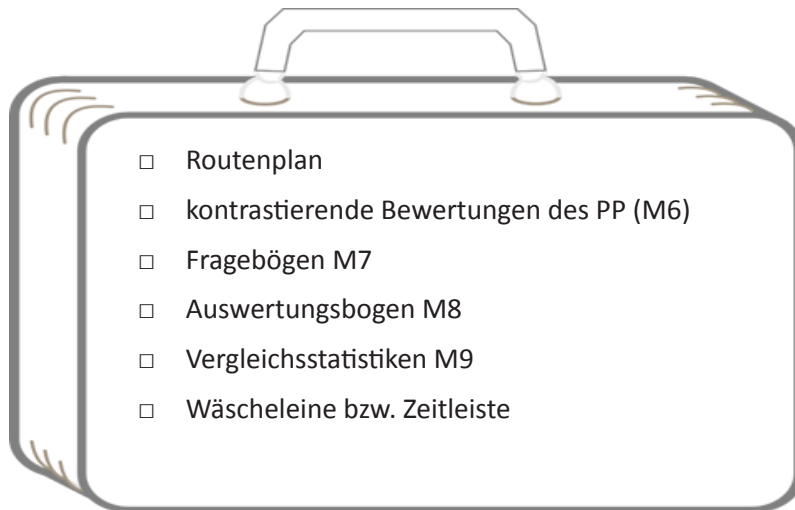 □ Routenplan
□ kontrastierende Bewertungen des PP (M6)
□ Fragebögen M7
□ Auswertungsbogen M8
□ Vergleichsstatistiken M9
□ Wäscheleine bzw. Zeitleiste